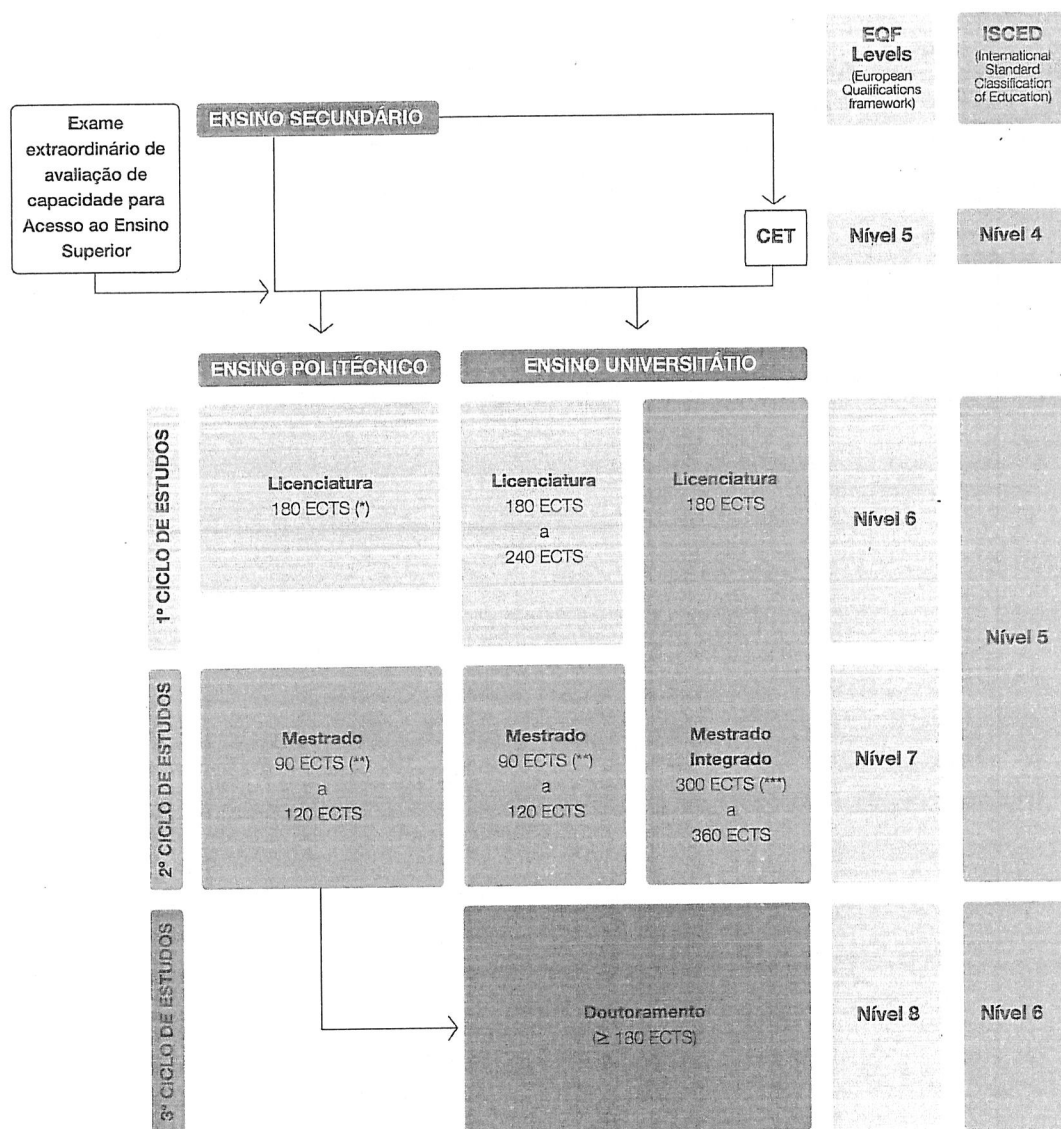 EQF
Levels
(European
Qualifications
framework)
ISCED
(International
Standard
Classification
of Education)
Exame
extraordinário de
avaliação de
capacidade para
Acesso ao Ensino
Superior
ENSINO SECUNDÁRIO
CET
Nível 5
Nível 4
ENSINO POLITÉCNICO
ENSINO UNIVERSITÁTIO
1º CICLO DE ESTUDOS
Licenciatura
180 ECTS (*)
Licenciatura
180 ECTS
a
240 ECTS
Licenciatura
180 ECTS
Nível 6
Nível 5
2º CICLO DE ESTUDOS
Mestrado
90 ECTS (**)
a
120 ECTS
Mestrado
90 ECTS (**)
a
120 ECTS
Mestrado
Integrado
300 ECTS (***)
a
360 ECTS
Nível 7
3º CICLO DE ESTUDOS
Doutoramento
(≥ 180 ECTS)
Nível 8
Nível 6